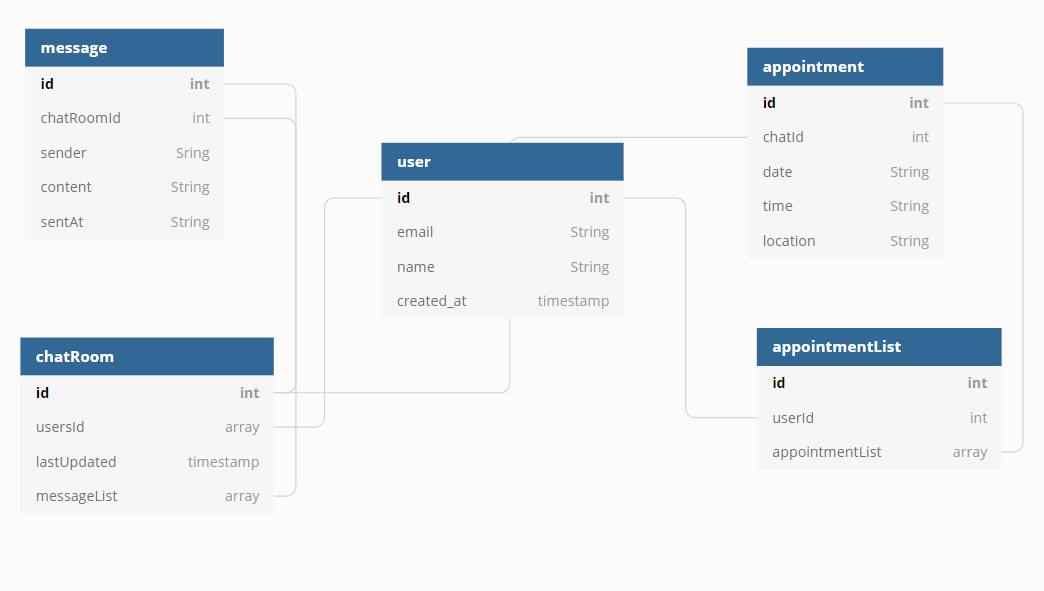 message
id int
chatRoomId int
sender Sring
content String
sentAt String
user
id int
email String
name String
created_at timestamp
appointment
id int
chatId int
date String
time String
location String
chatRoom
id int
usersId array
lastUpdated timestamp
messageList array
appointmentList
id int
userId int
appointmentList array